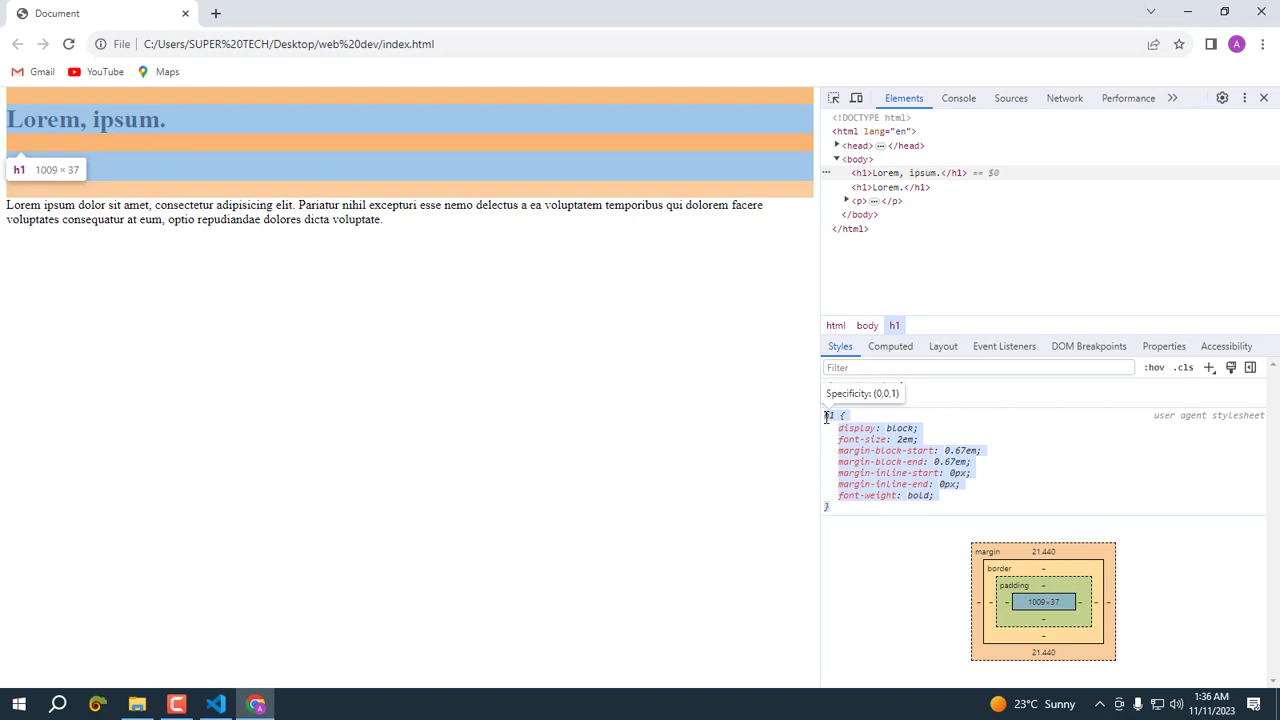 Document
File
C:/Users/SUPER%20TECH/Desktop/web%20dev/index.html
A
Gmail
YouTube
Maps
Lorem, ipsum.
h1 1009 × 37
Lorem ipsum dolor sit amet, consectetur adipisicing elit. Pariatur nihil excepturi esse nemo delectus a ea voluptatem temporibus qui dolorem facere
voluptates consequatur at eum, optio repudiandae dolores dicta voluptate.
Elements Console Sources Network Performance
<!DOCTYPE html>
<html lang="en">
<head> … </head>
<body>
<h1>Lorem, ipsum.</h1> == $0
<h1>Lorem.</h1>
<p> … </p>
</body>
</html>
html body h1
Styles Computed Layout Event Listeners DOM Breakpoints Properties Accessibility
Filter
:hov .cls
Specificity: (0,0,1)
h1 {
user agent stylesheet
display: block;
font-size: 2em;
margin-block-start: 0.67em;
margin-block-end: 0.67em;
margin-inline-start: 0px;
margin-inline-end: 0px;
font-weight: bold;
}
margin 21.440
border –
padding –
– – – 1009×37 – – –
–
–
21.440
23°C Sunny
1:36 AM
11/11/2023